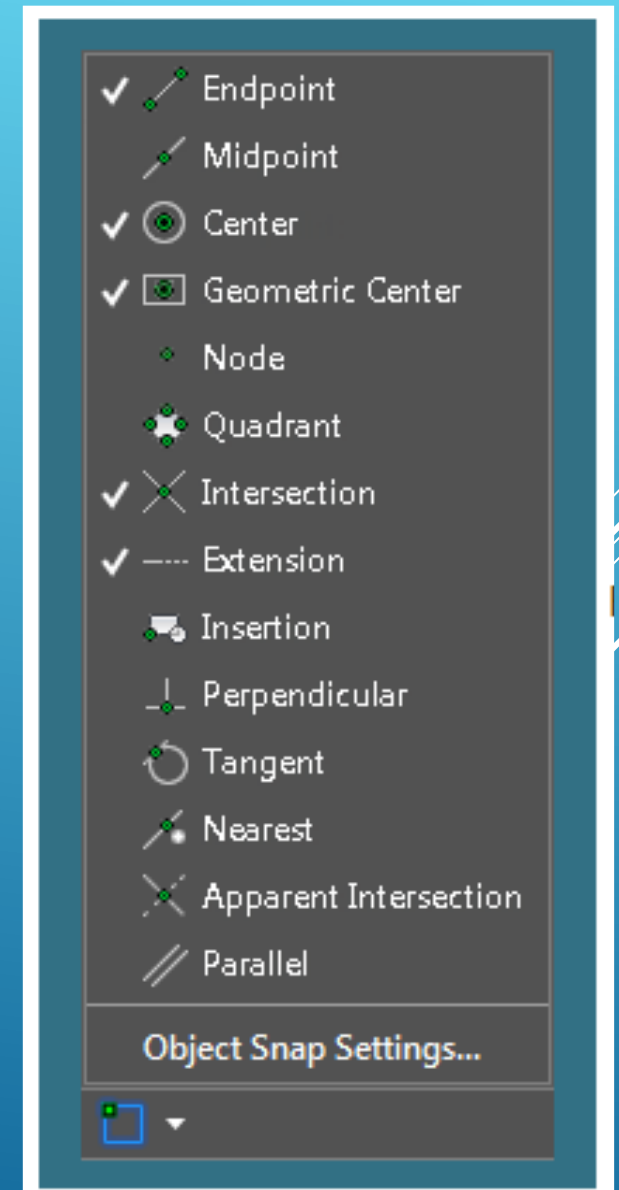 Endpoint
Midpoint
Center
Geometric Center
Node
Quadrant
Intersection
Extension
Insertion
Perpendicular
Tangent
Nearest
Apparent Intersection
Parallel
Object Snap Settings...